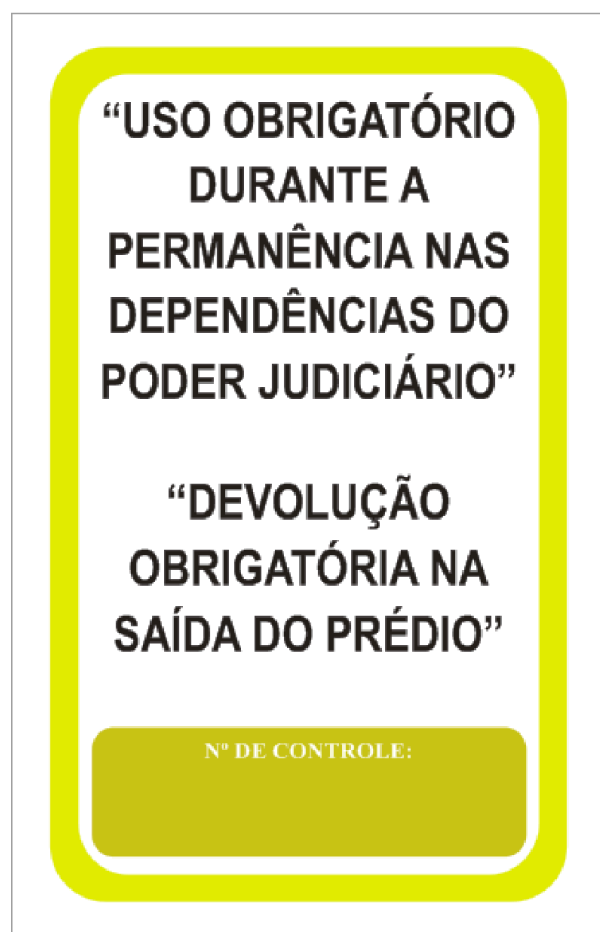 “USO OBRIGATÓRIO
DURANTE A
PERMANÊNCIA NAS
DEPENDÊNCIAS DO
PODER JUDICIÁRIO”
“DEVOLUÇÃO
OBRIGATÓRIA NA
SAÍDA DO PRÉDIO”
Nº DE CONTROLE: